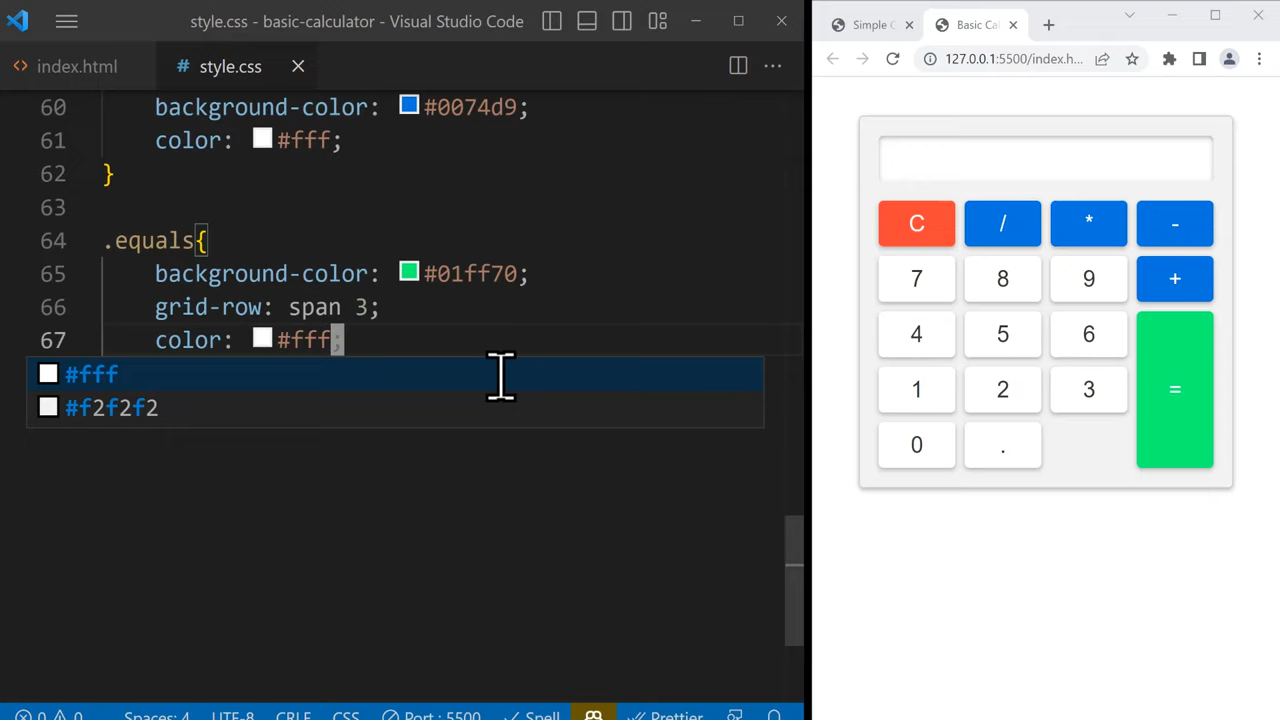 style.css - basic-calculator - Visual Studio Code
index.html
style.css
60 background-color: #0074d9;
61 color: #fff;
62 }
63
64 .equals{
65 background-color: #01ff70;
66 grid-row: span 3;
67 color: #fff;
#fff
#f2f2f2
0 0 Spaces: 4 UTF-8 CRLF CSS Port : 5500 Spell Prettier
Simple C
Basic Cal
127.0.0.1:5500/index.h...
C / * -
7 8 9 +
4 5 6
1 2 3 =
0 .